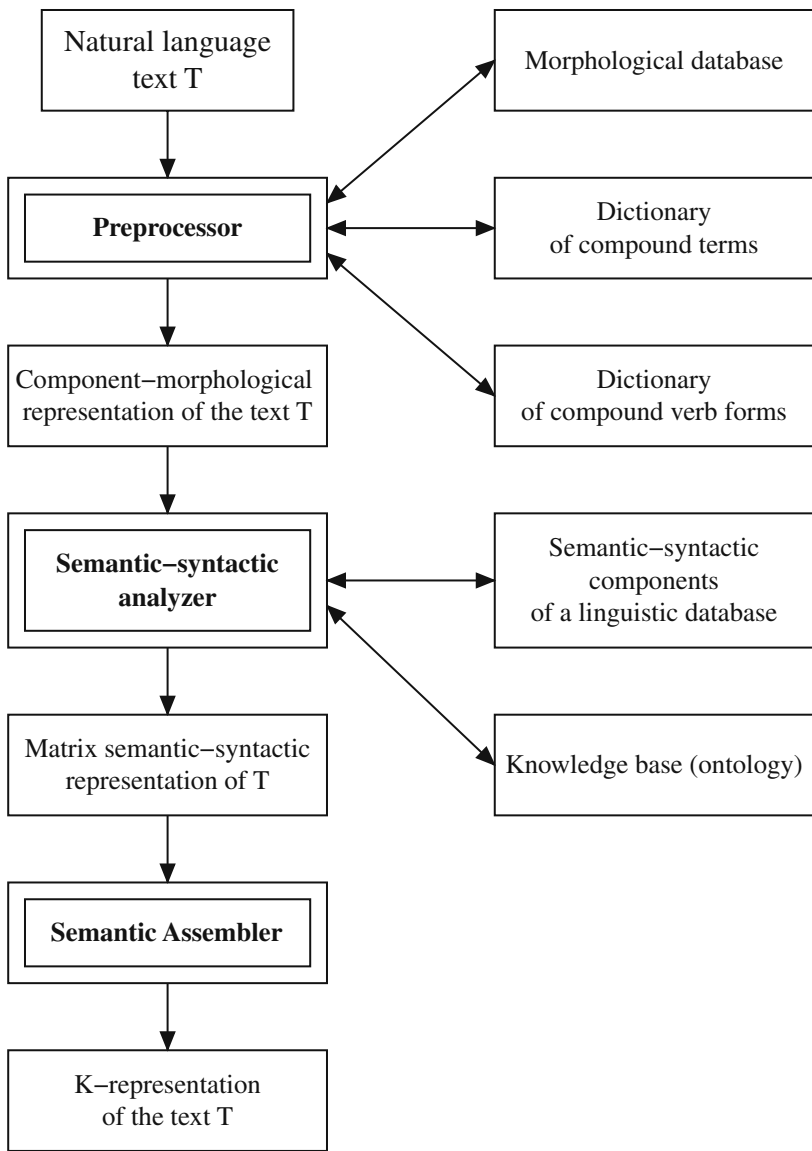 Natural language
text T
Morphological database
Preprocessor
Dictionary
of compound terms
Component−morphological
representation of the text T
Dictionary
of compound verb forms
Semantic−syntactic
analyzer
Semantic−syntactic
components
of a linguistic database
Matrix semantic−syntactic
representation of T
Knowledge base (ontology)
Semantic Assembler
K−representation
of the text T